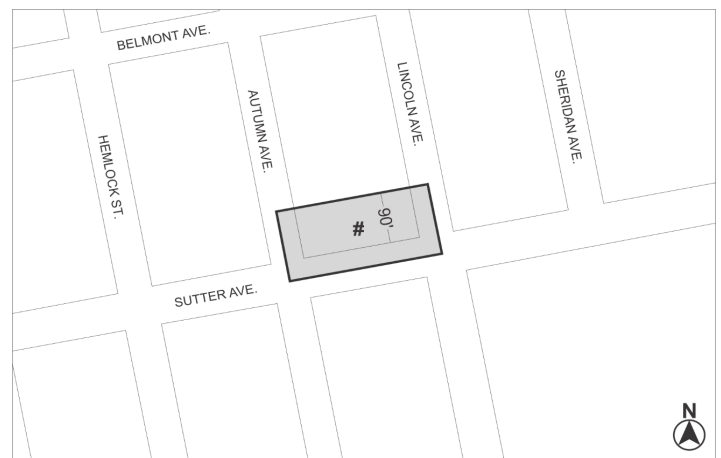 BELMONT AVE.
LINCOLN AVE.
SHERIDAN AVE.
AUTUMN AVE.
HEMLOCK ST.
#
90'
SUTTER AVE.
N